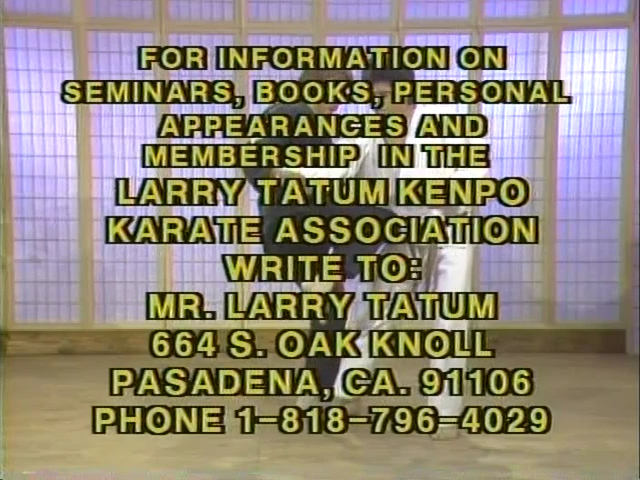 FOR INFORMATION ON
SEMINARS, BOOKS, PERSONAL
APPEARANCES AND
MEMBERSHIP IN THE
LARRY TATUM KENPO
KARATE ASSOCIATION
WRITE TO:
MR. LARRY TATUM
664 S. OAK KNOLL
PASADENA, CA. 91106
PHONE 1-818-796-4029